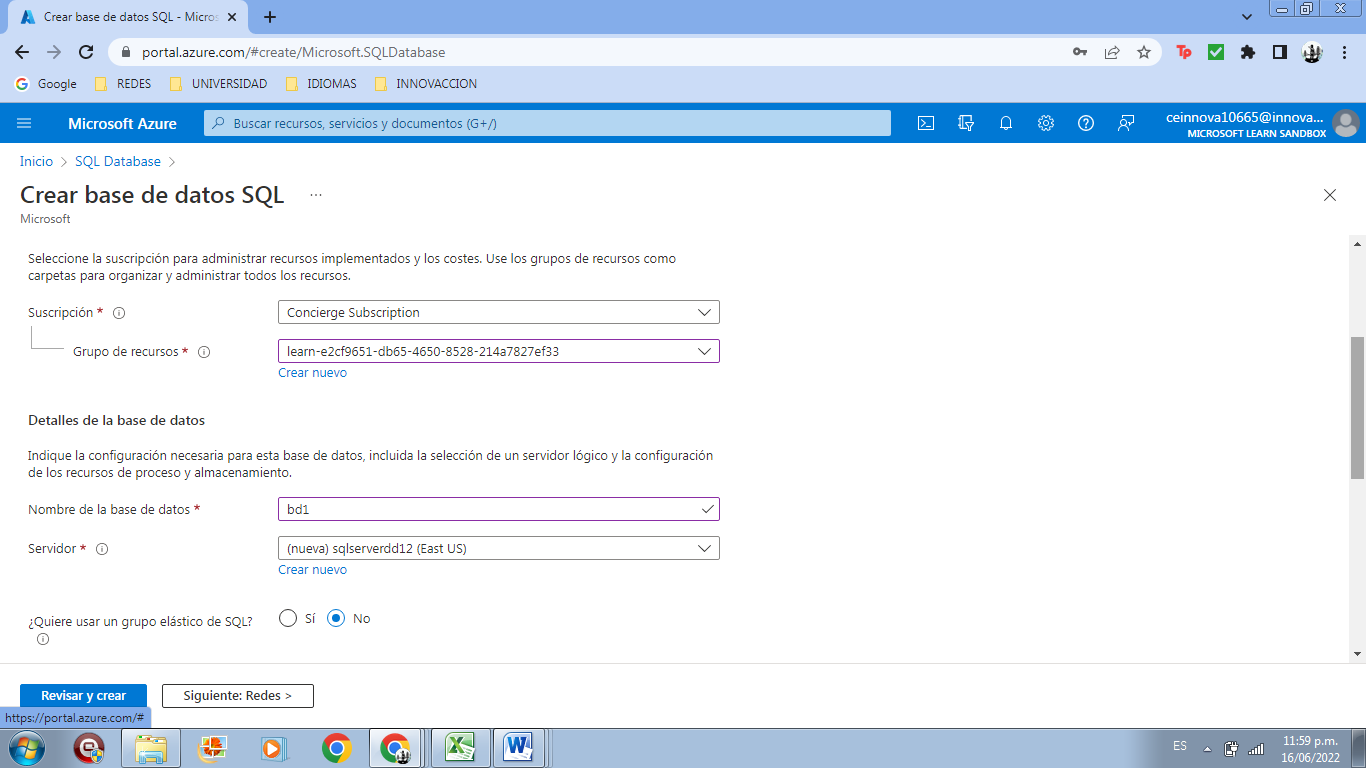 Crear base de datos SQL - Micros
portal.azure.com/#create/Microsoft.SQLDatabase
Google REDES UNIVERSIDAD IDIOMAS INNOVACCION
Microsoft Azure
Buscar recursos, servicios y documentos (G+/)
ceinnova10665@innova...
MICROSOFT LEARN SANDBOX
Inicio > SQL Database >
Crear base de datos SQL ...
Microsoft
Seleccione la suscripción para administrar recursos implementados y los costes. Use los grupos de recursos como
carpetas para organizar y administrar todos los recursos.
Suscripción * Concierge Subscription
Grupo de recursos * learn-e2cf9651-db65-4650-8528-214a7827ef33
Crear nuevo
Detalles de la base de datos
Indique la configuración necesaria para esta base de datos, incluida la selección de un servidor lógico y la configuración
de los recursos de proceso y almacenamiento.
Nombre de la base de datos * bd1
Servidor * (nueva) sqlserverdd12 (East US)
Crear nuevo
¿Quiere usar un grupo elástico de SQL? Sí No
Revisar y crear Siguiente: Redes >
https://portal.azure.com/#
ES 11:59 p.m.
16/06/2022